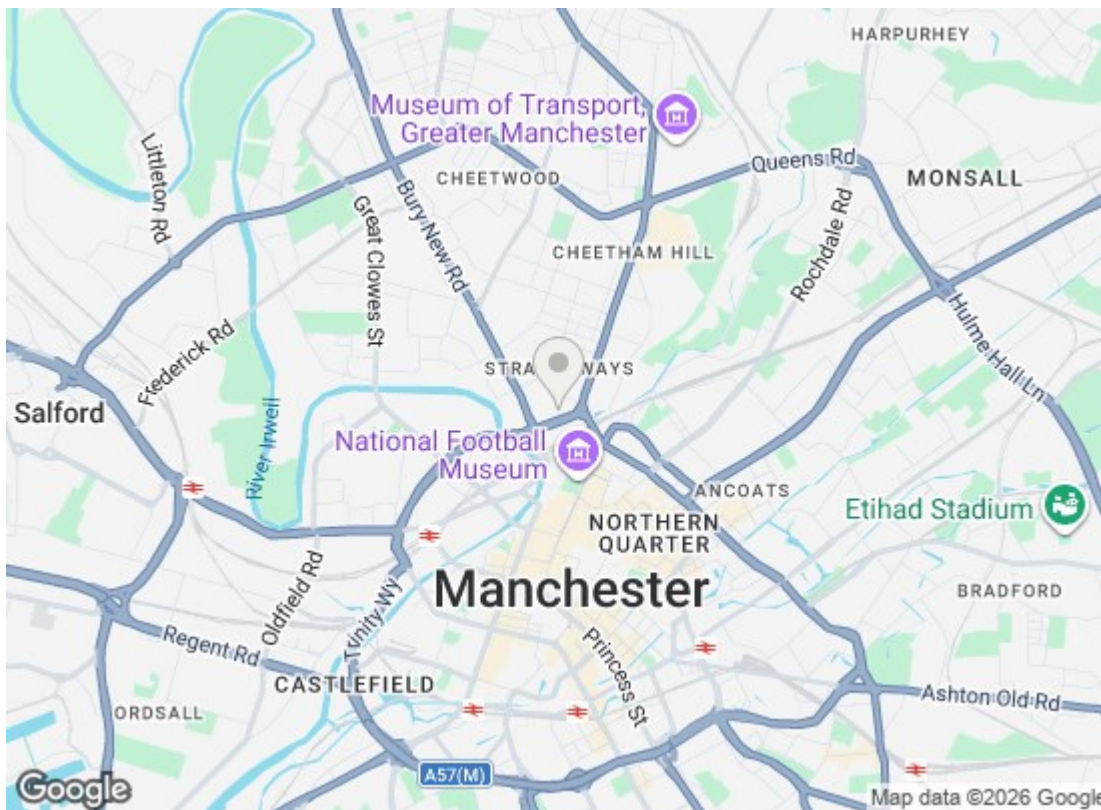 HARPURHEY
Museum of Transport,
Greater Manchester
Littleton Rd
Queens Rd
CHEETWOOD
MONSALL
Bury New Rd
Great Clowes St
Rochdale Rd
CHEETHAM HILL
Hulme Hall Ln
Frederick Rd
Salford
National Football
Museum
River Irwell
ANCOATS
Etihad Stadium
NORTHERN
QUARTER
Manchester
Oldfield Rd
BRADFORD
Trinity Wy
Regent Rd
Princess St
CASTLEFIELD
Ashton Old Rd
ORDSALL
A57(M)
Google
Map data ©2026 Google